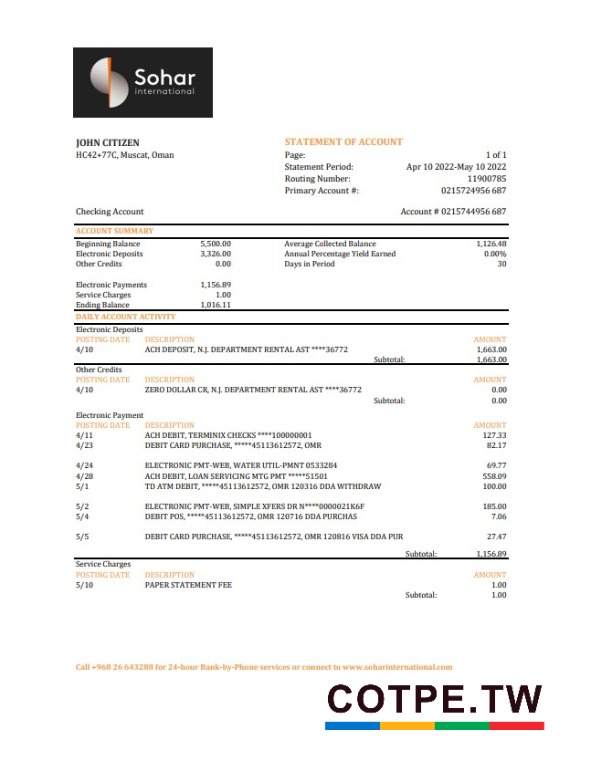 Sohar
international
JOHN CITIZEN
HC42+77C, Muscat, Oman
STATEMENT OF ACCOUNT
Page: 1 of 1
Statement Period: Apr 10 2022-May 10 2022
Routing Number: 11900785
Primary Account #: 0215724956 687
Checking Account Account # 0215744956 687
ACCOUNT SUMMARY
Beginning Balance 5,500.00 Average Collected Balance 1,126.48
Electronic Deposits 3,326.00 Annual Percentage Yield Earned 0.00%
Other Credits 0.00 Days in Period 30
Electronic Payments 1,156.89
Service Charges 1.00
Ending Balance 1,016.11
DAILY ACCOUNT ACTIVITY
Electronic Deposits
POSTING DATE DESCRIPTION AMOUNT
4/10 ACH DEPOSIT, N.J. DEPARTMENT RENTAL AST ****36772 1,663.00
Subtotal: 1,663.00
Other Credits
POSTING DATE DESCRIPTION AMOUNT
4/10 ZERO DOLLAR CR, N.J. DEPARTMENT RENTAL AST ****36772 0.00
Subtotal: 0.00
Electronic Payment
POSTING DATE DESCRIPTION AMOUNT
4/11 ACH DEBIT, TERMINIX CHECKS ****100000001 127.33
4/23 DEBIT CARD PURCHASE, *****45113612572, OMR 82.17
4/24 ELECTRONIC PMT-WEB, WATER UTIL-PMNT 0533284 69.77
4/28 ACH DEBIT, LOAN SERVICING MTG PMT *****51501 558.09
5/1 TD ATM DEBIT, *****45113612572, OMR 120316 DDA WITHDRAW 100.00
5/2 ELECTRONIC PMT-WEB, SIMPLE XFERS DR N****0000021K6F 185.00
5/4 DEBIT POS, *****45113612572, OMR 120716 DDA PURCHAS 7.06
5/5 DEBIT CARD PURCHASE, *****45113612572, OMR 120816 VISA DDA PUR 27.47
Subtotal: 1,156.89
Service Charges
POSTING DATE DESCRIPTION AMOUNT
5/10 PAPER STATEMENT FEE 1.00
Subtotal: 1.00
Call +968 26 643288 for 24-hour Bank-by-Phone services or connect to www.soharinternational.com
COTPE.TW